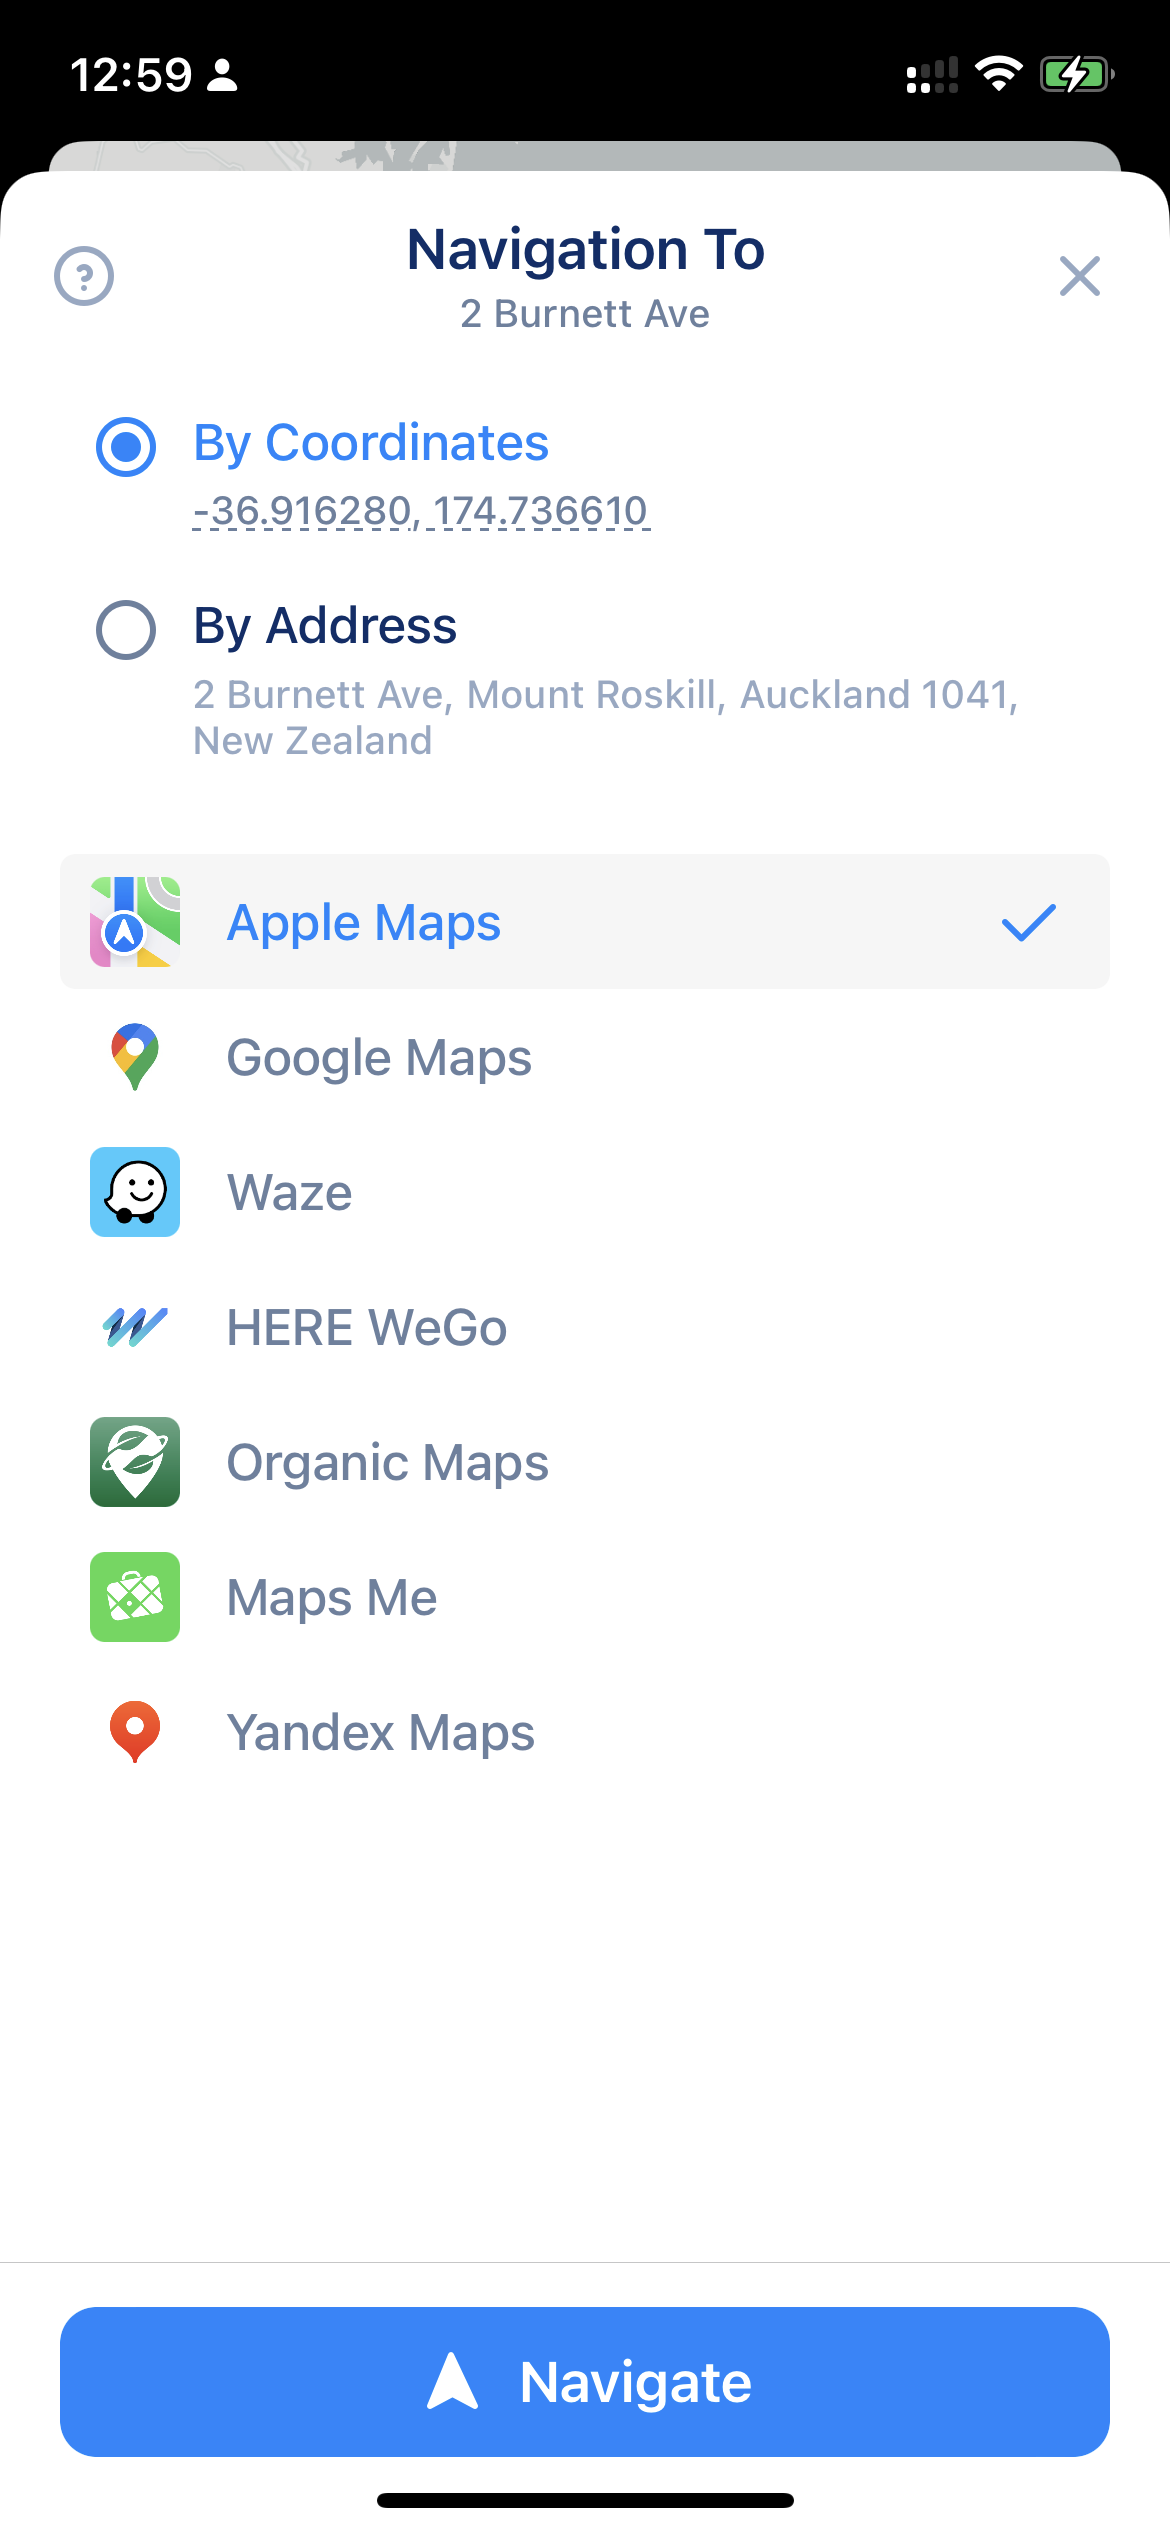 12:59
Navigation To
2 Burnett Ave
By Coordinates
-36.916280, 174.736610
By Address
2 Burnett Ave, Mount Roskill, Auckland 1041,
New Zealand
Apple Maps
Google Maps
Waze
HERE WeGo
Organic Maps
Maps Me
Yandex Maps
Navigate